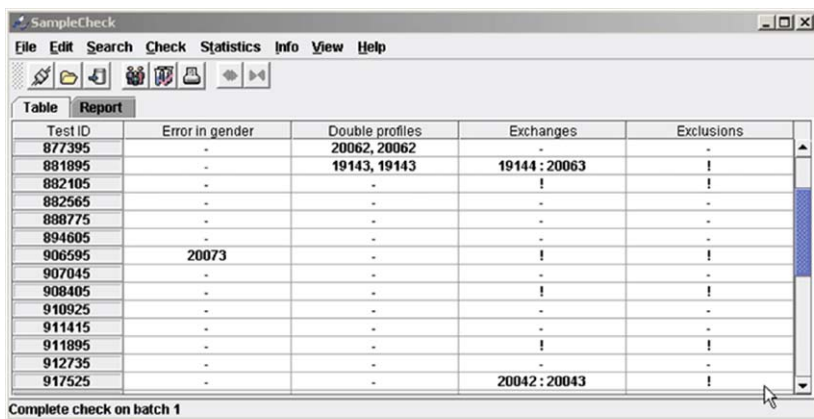 SampleCheck
File Edit Search Check Statistics Info View Help
Table Report
Test ID Error in gender Double profiles Exchanges Exclusions
877395 - 20062, 20062 - -
881895 - 19143, 19143 19144 : 20063 !
882105 - - ! !
882565 - - - -
888775 - - - -
894605 - - - -
906595 20073 - ! !
907045 - - - -
908405 - - ! !
910925 - - - -
911415 - - - -
911895 - - ! !
912735 - - - -
917525 - - 20042 : 20043 !
Complete check on batch 1